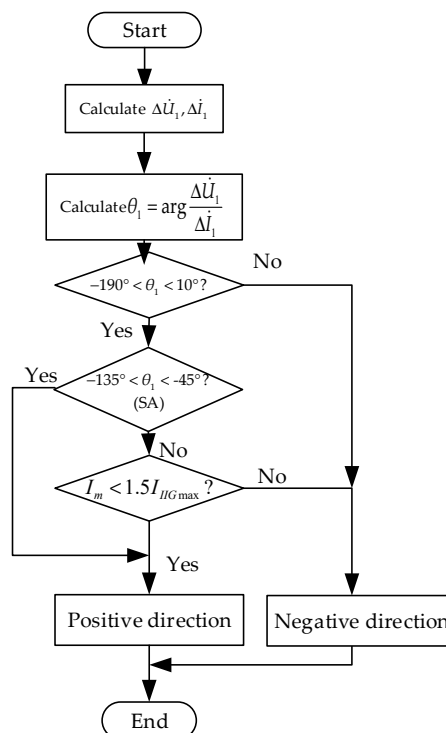 Start
Calculate ΔU̇₁,Δİ₁
Calculate θ₁ = arg ΔU̇₁/Δİ₁
−190° < θ₁ < 10°?
No
Yes
Yes
−135° < θ₁ < -45°?
(SA)
No
Iₘ < 1.5I_IIGmax ?
No
Yes
Positive direction
Negative direction
End